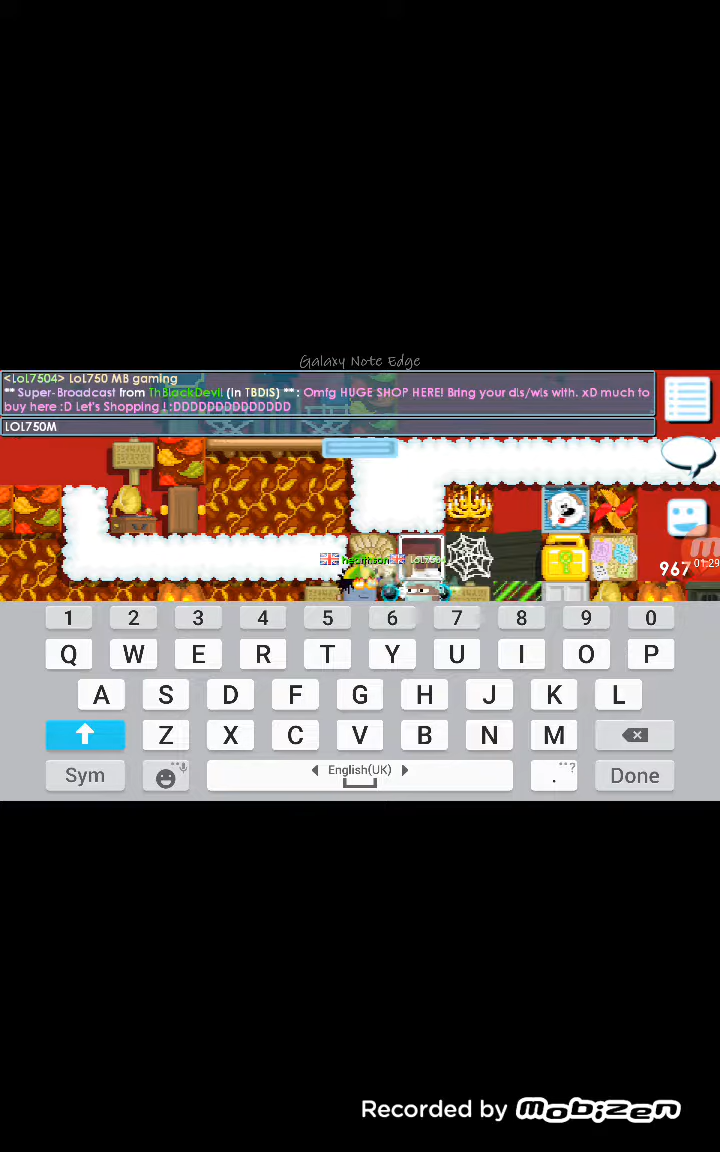 Galaxy Note Edge
<LoL7504> LoL750 MB gaming
** Super-Broadcast from ThBlackDevil (in TBDIS) ** : Omfg HUGE SHOP HERE! Bring your dls/wls with. xD much to
buy here :D Let's Shopping ! :DDDDDDDDDDDDDD
LOL750M
967
01:29
1 2 3 4 5 6 7 8 9 0
Q W E R T Y U I O P
A S D F G H J K L
Z X C V B N M
Sym
English(UK)
. ?
Done
Recorded by mobizen